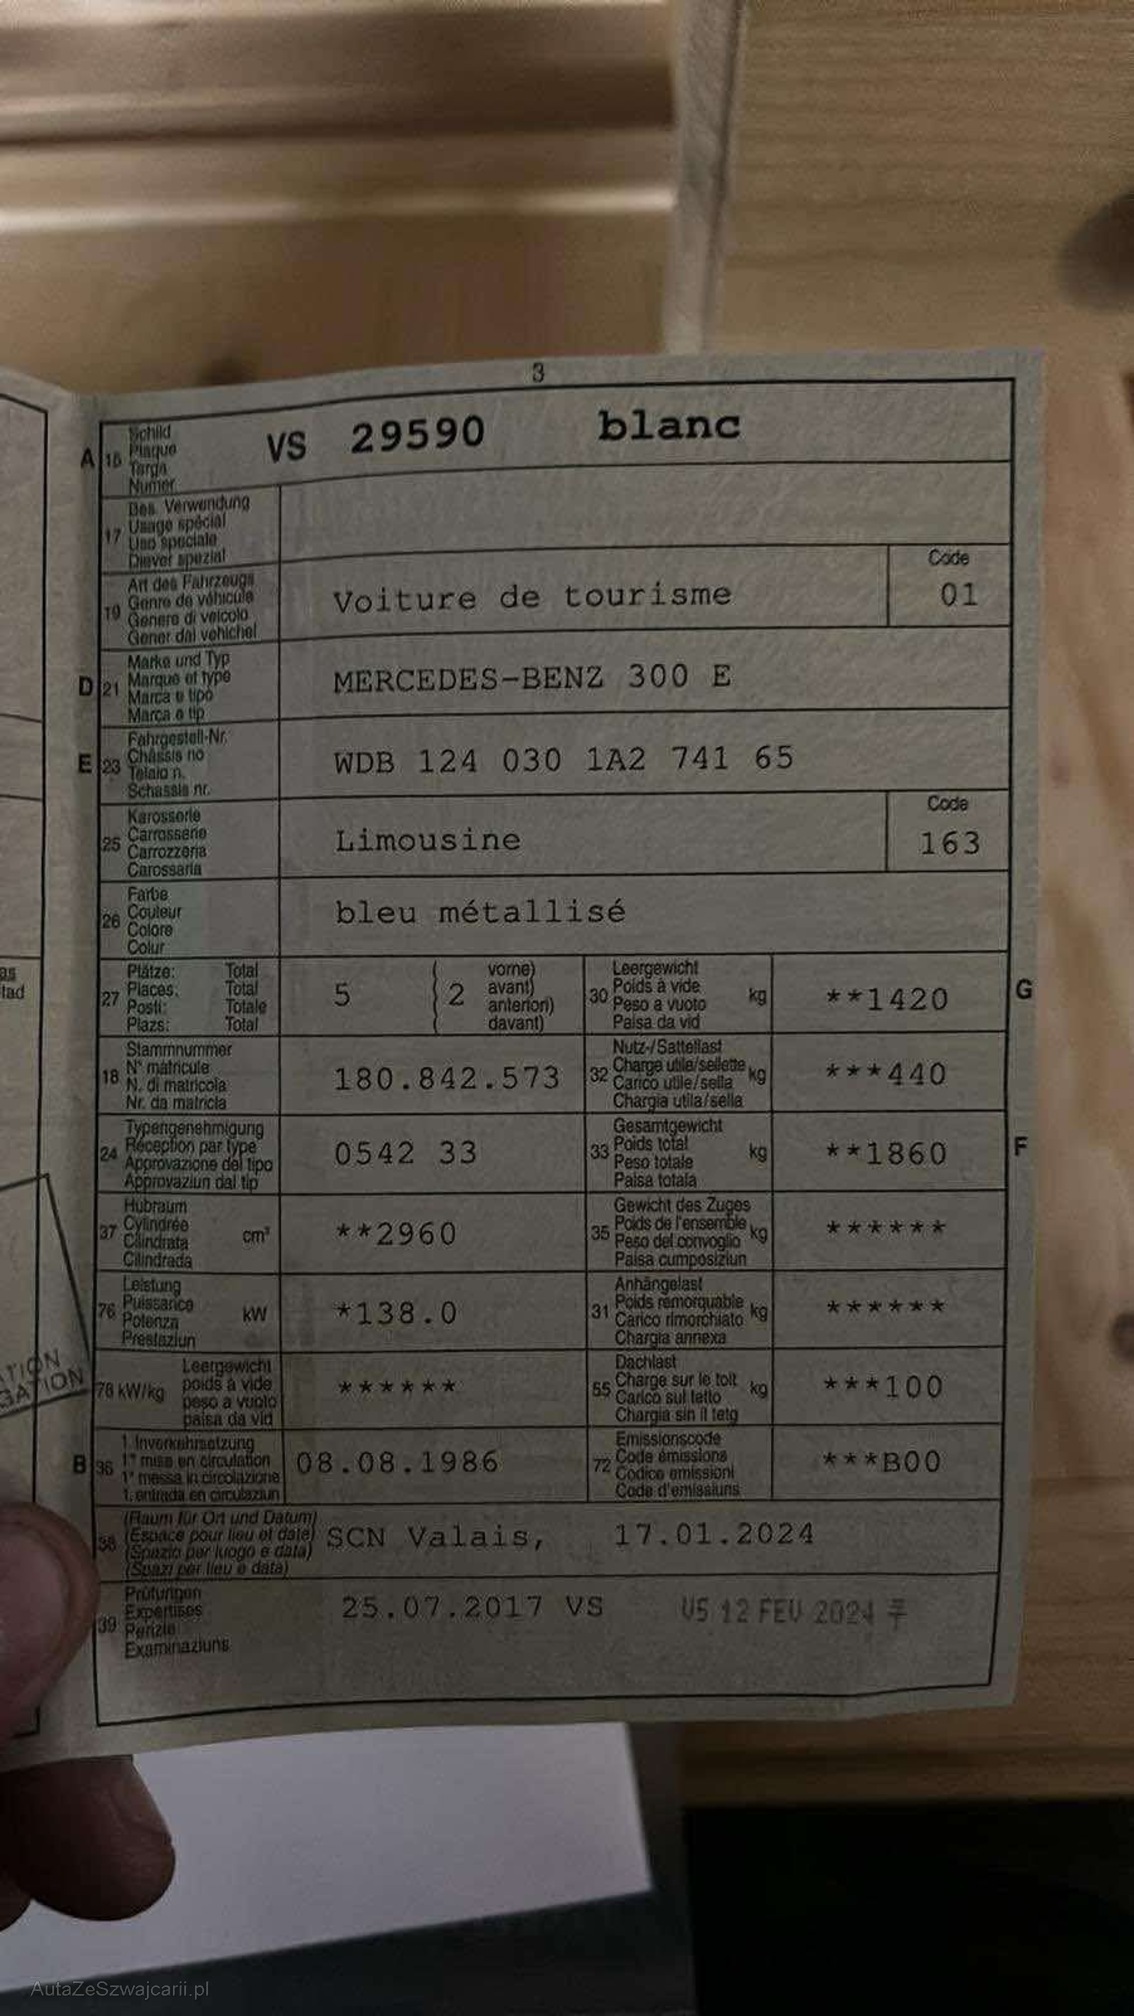 3
A 15 Schild
Plaque
Targa
Numer
VS 29590 blanc
17 Bes. Verwendung
Usage spécial
Uso speciale
Diever spezial
19 Art des Fahrzeugs
Genre de véhicule
Genere di veicolo
Gener dal vehichel
Voiture de tourisme
Code
01
D 21 Marke und Typ
Marque et type
Marca e tipo
Marca e tip
MERCEDES-BENZ 300 E
E 23 Fahrgestell-Nr.
Châssis no
Telaio n.
Schassis nr.
WDB 124 030 1A2 741 65
25 Karosserie
Carrosserie
Carrozzeria
Carossaria
Limousine
Code
163
26 Farbe
Couleur
Colore
Colur
bleu métallisé
27 Plätze: Total
Places: Total
Posti: Totale
Plazs: Total
5 (2 vorne)
avant)
anteriori)
davant)
30 Leergewicht
Poids à vide
Peso a vuoto
Paisa da vid
kg
**1420
G
18 Stammnummer
N° matricule
N. di matricola
Nr. da matricla
180.842.573
32 Nutz-/Sattellast
Charge utile/sellette
Carico utile/sella
Chargia utila/sella
kg
***440
24 Typengenehmigung
Réception par type
Approvazione del tipo
Approvaziun dal tip
0542 33
33 Gesamtgewicht
Poids total
Peso totale
Paisa totala
kg
**1860
F
37 Hubraum
Cylindrée
Cilindrata
Cilindrada
cm³
**2960
35 Gewicht des Zuges
Poids de l'ensemble
Peso del convoglio
Paisa cumposiziun
kg
******
76 Leistung
Puissance
Potenza
Prestaziun
kW
*138.0
31 Anhängelast
Poids remorquable
Carico rimorchiato
Chargia annexa
kg
******
78 kW/kg Leergewicht
poids à vide
peso a vuoto
paisa da vid
******
55 Dachlast
Charge sur le toit
Carico sul tetto
Chargia sin il tetg
kg
***100
B 36 1. Inverkehrsetzung
1re mise en circulation
1a messa in circolazione
1. entrada en circulaziun
08.08.1986
72 Emissionscode
Code émissions
Codice emissioni
Code d'emissiuns
***B00
38 (Raum für Ort und Datum)
(Espace pour lieu et date)
(Spazio per luogo e data)
(Spazi per lieu e data)
SCN Valais, 17.01.2024
39 Prüfungen
Expertises
Perizie
Examinaziuns
25.07.2017 VS
VS 12 FEV 2024
AutaZeSzwajcarii.pl